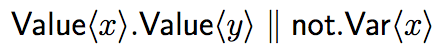 Value⟨x⟩.Value⟨y⟩ ∥ not.Var⟨x⟩